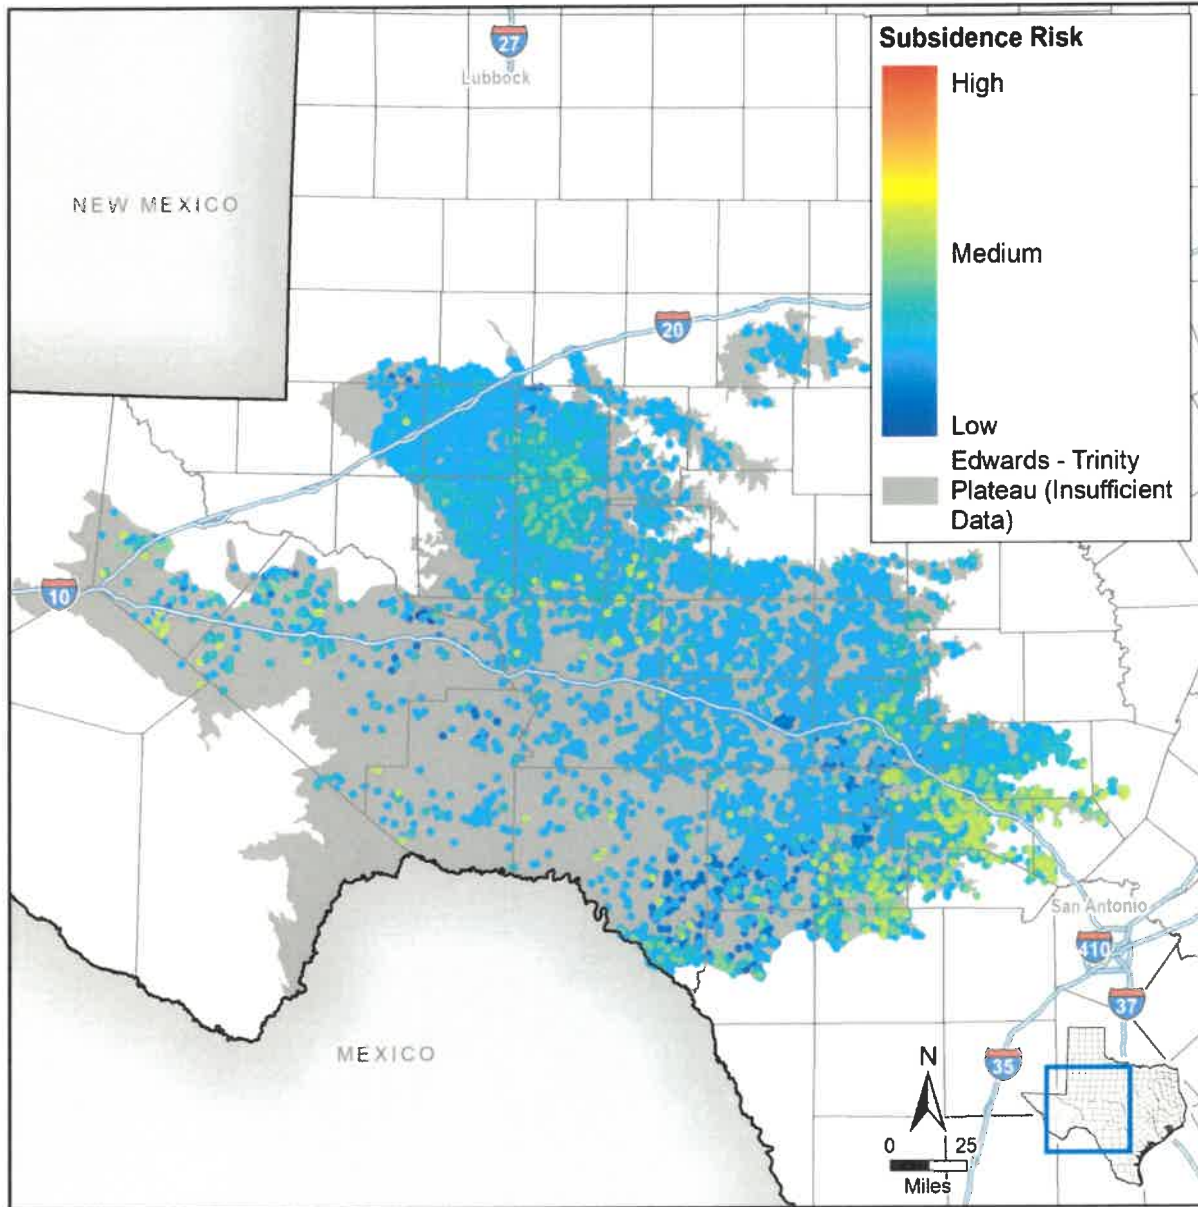 Subsidence Risk
High
Medium
Low
Edwards - Trinity
Plateau (Insufficient
Data)
27
Lubbock
NEW MEXICO
20
10
San Antonio
410
37
35
MEXICO
N
0 25
Miles